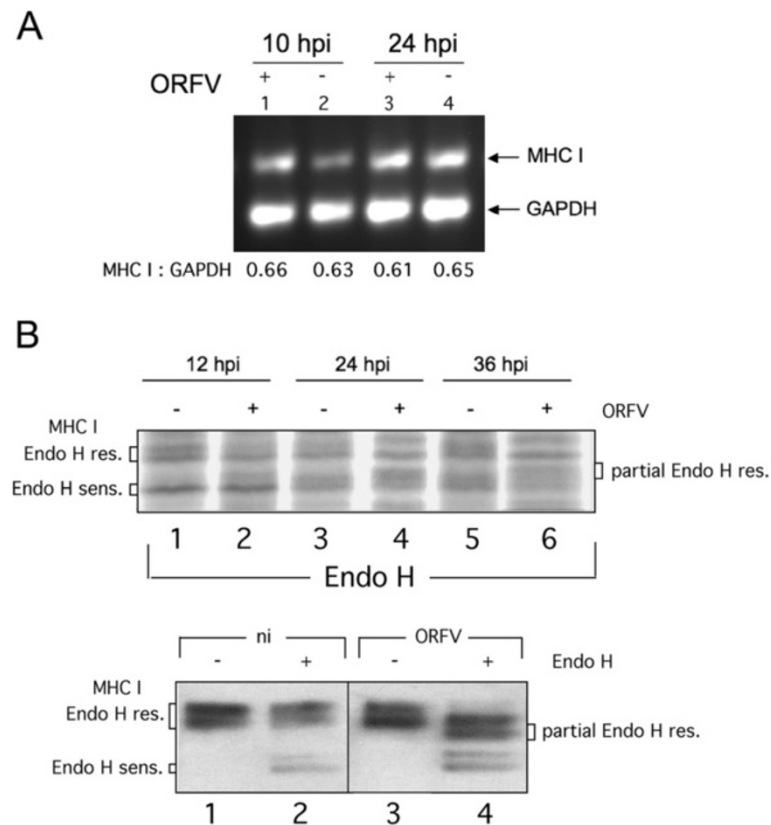 A
10 hpi 24 hpi
ORFV + - + -
1 2 3 4
MHC I
GAPDH
MHC I : GAPDH 0.66 0.63 0.61 0.65
B
12 hpi 24 hpi 36 hpi
- + - + - + ORFV
MHC I
Endo H res.
partial Endo H res.
Endo H sens.
1 2 3 4 5 6
Endo H
ni ORFV
- + - + Endo H
MHC I
Endo H res.
partial Endo H res.
Endo H sens.
1 2 3 4